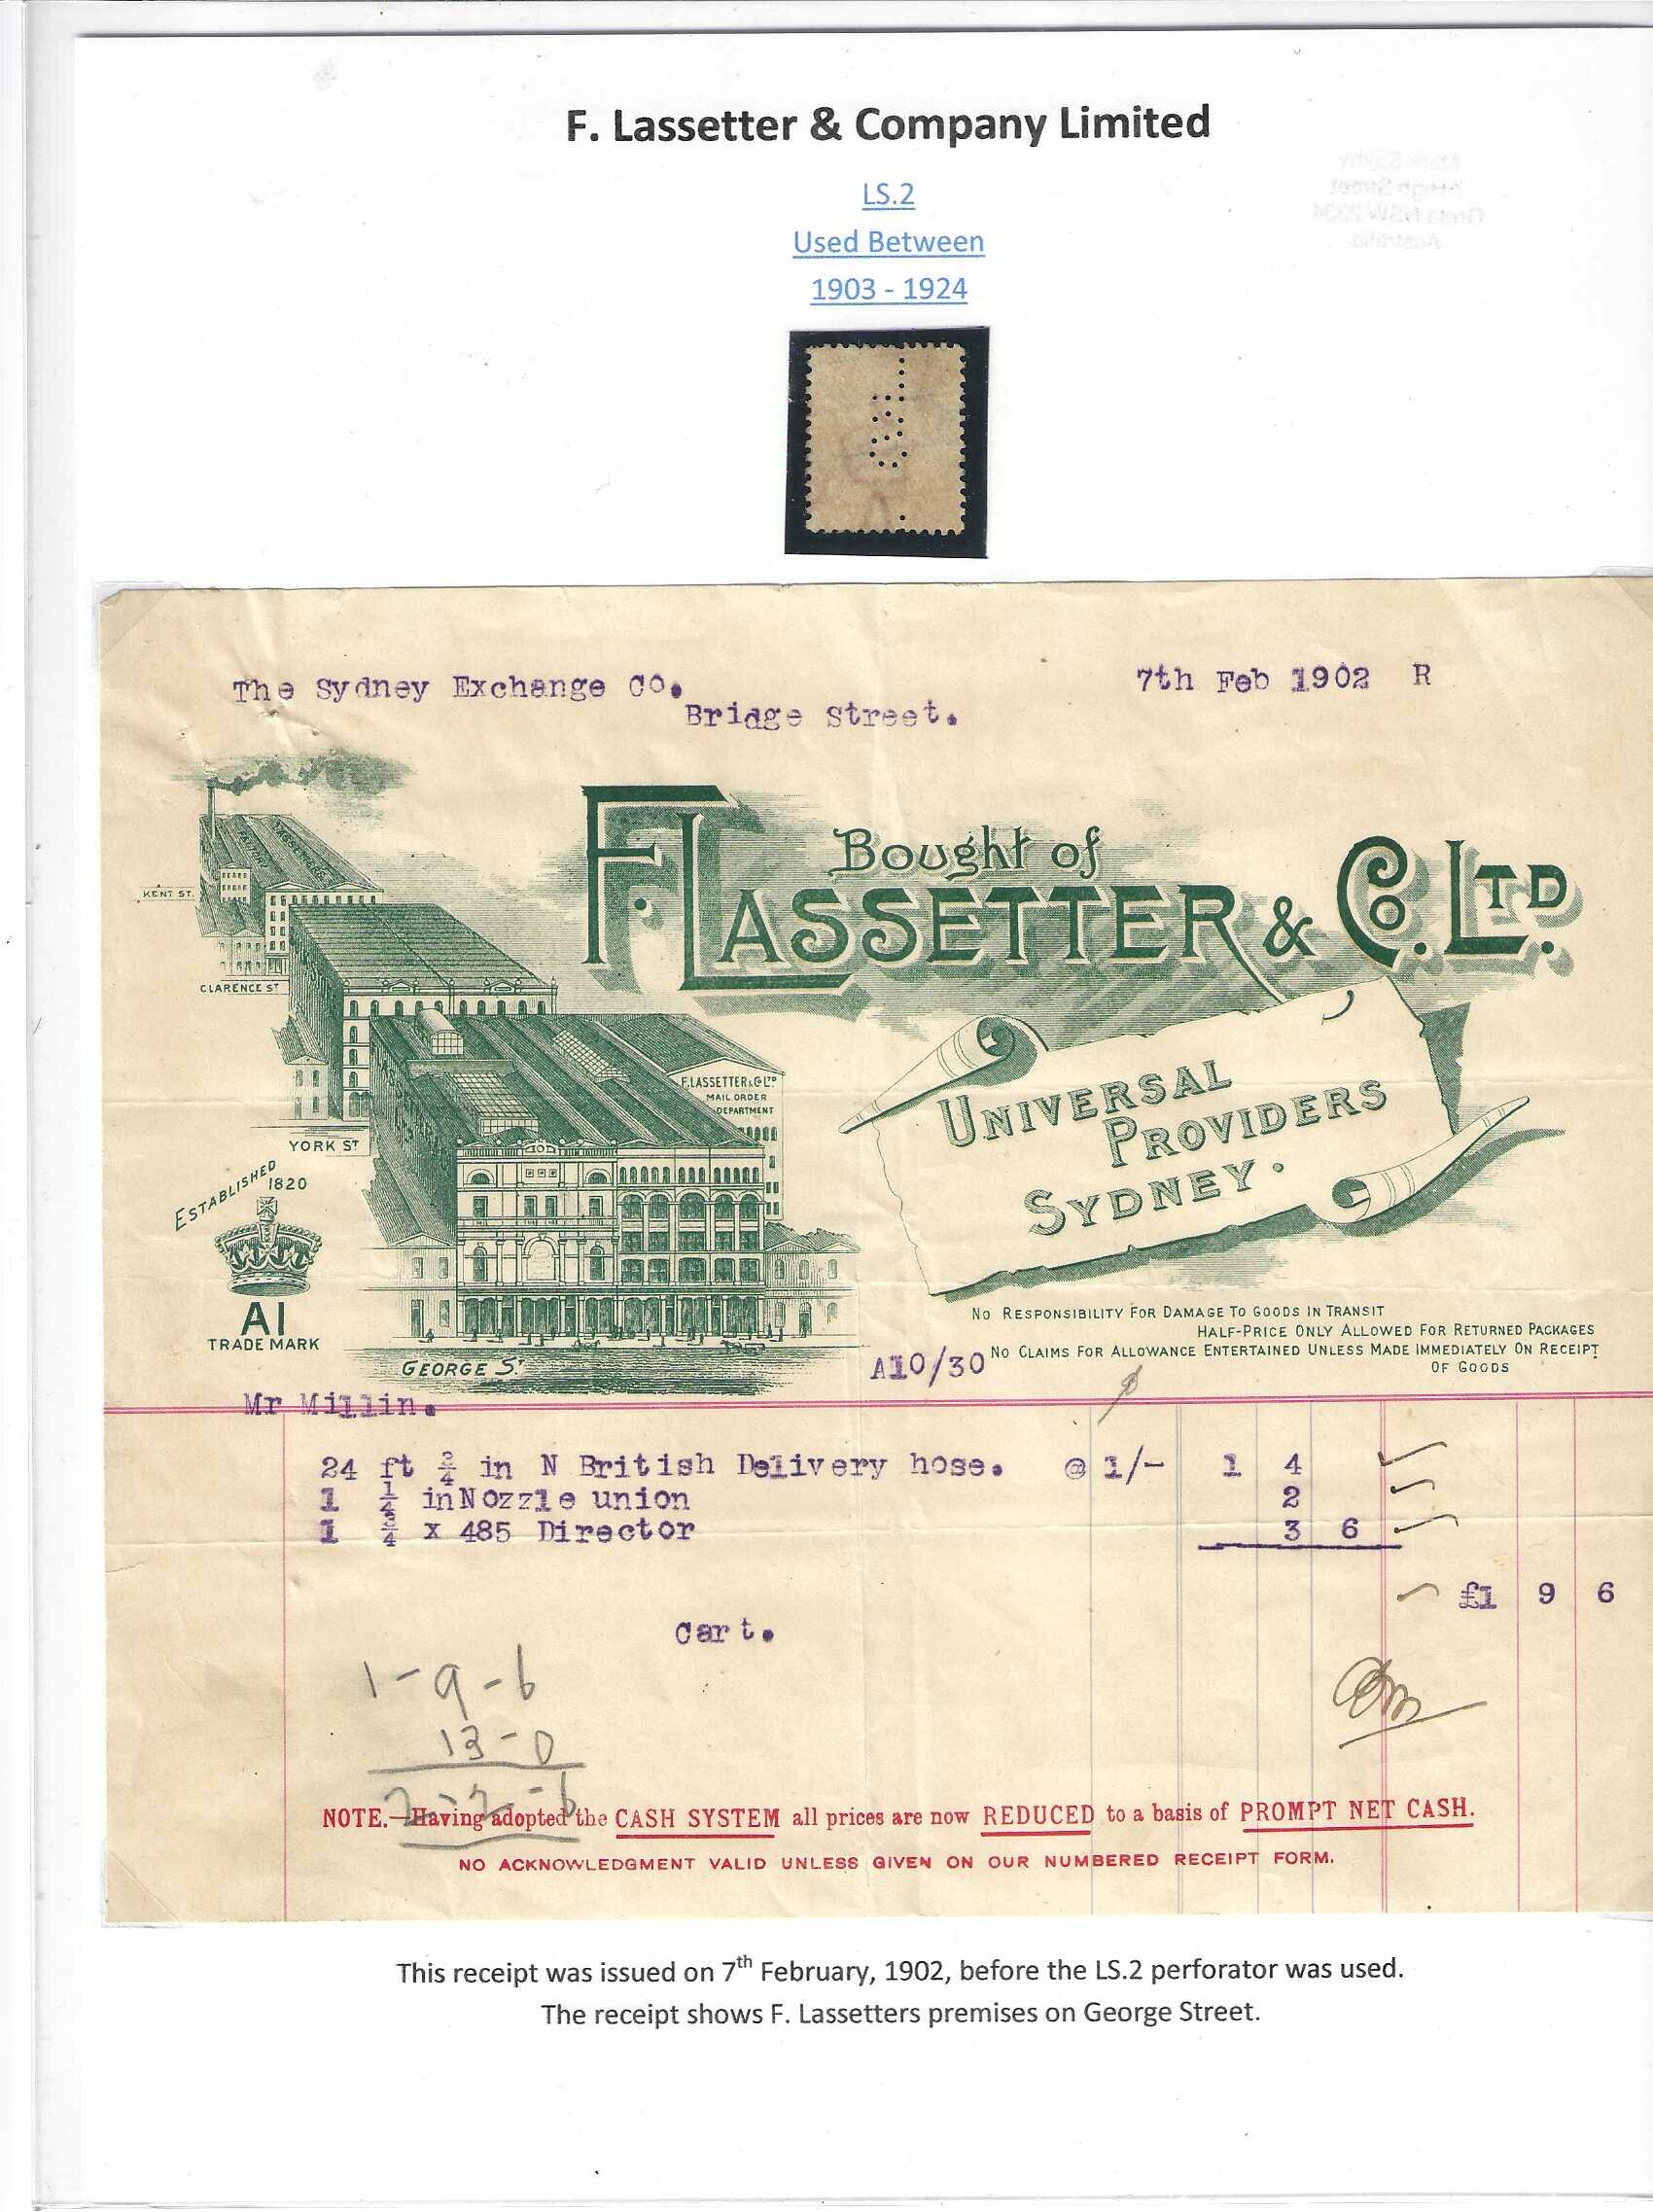 F. Lassetter & Company Limited
LS.2
Used Between
1903 - 1924
The Sydney Exchange Co.
7th Feb 1902 R
Bridge Street.
Bought of
F. LASSETTER & Co. LTD.
KENT ST.
CLARENCE ST
YORK ST
F. LASSETTER & Co LTD
MAIL ORDER
DEPARTMENT
UNIVERSAL
PROVIDERS
SYDNEY.
ESTABLISHED
1820
A1
TRADE MARK
GEORGE ST.
NO RESPONSIBILITY FOR DAMAGE TO GOODS IN TRANSIT
HALF-PRICE ONLY ALLOWED FOR RETURNED PACKAGES
NO CLAIMS FOR ALLOWANCE ENTERTAINED UNLESS MADE IMMEDIATELY ON RECEIPT
OF GOODS
A10/30
Mr Millin.
24 ft 3/4 in N British Delivery hose. @ 1/- 1 4
1 1/4 in Nozzle union 2
1 3/4 x 485 Director 3 6
£1 9 6
Cart.
1-9-6
13-0
2-2-6
NOTE.—Having adopted the CASH SYSTEM all prices are now REDUCED to a basis of PROMPT NET CASH.
NO ACKNOWLEDGMENT VALID UNLESS GIVEN ON OUR NUMBERED RECEIPT FORM.
This receipt was issued on 7th February, 1902, before the LS.2 perforator was used.
The receipt shows F. Lassetters premises on George Street.